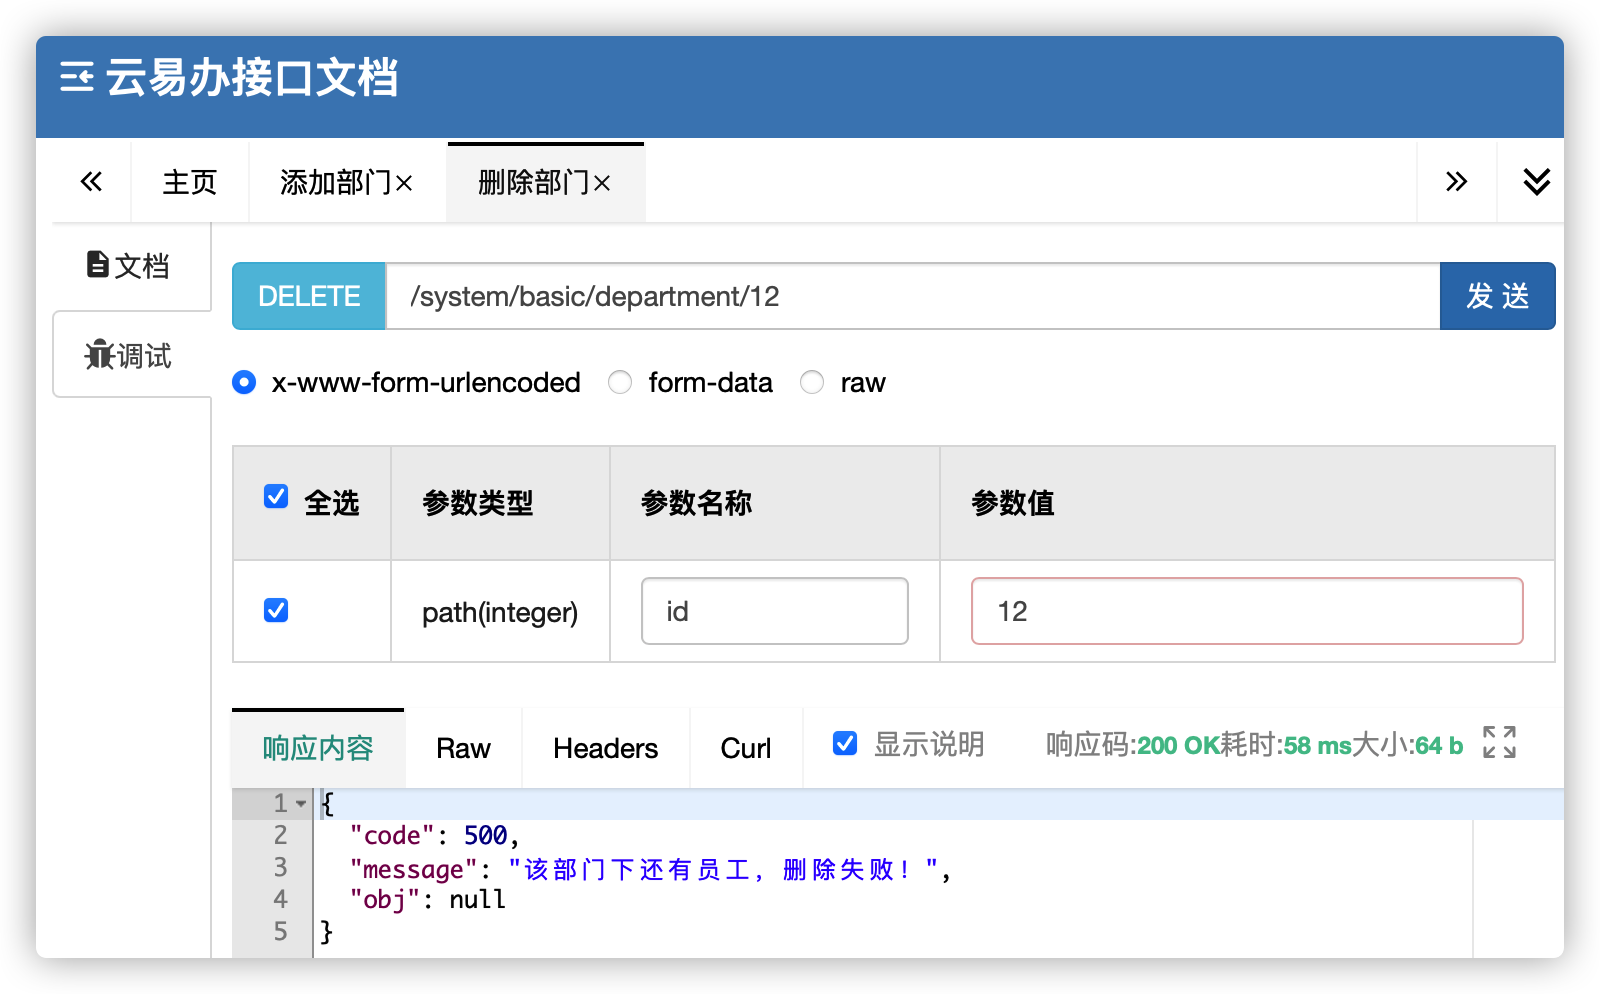 云易办接口文档
主页 添加部门× 删除部门×
文档
调试
DELETE /system/basic/department/12 发 送
x-www-form-urlencoded form-data raw
全选 参数类型 参数名称 参数值
path(integer) id 12
响应内容 Raw Headers Curl 显示说明 响应码:200 OK耗时:58 ms大小:64 b
1 {
2 "code": 500,
3 "message": "该部门下还有员工，删除失败！",
4 "obj": null
5 }